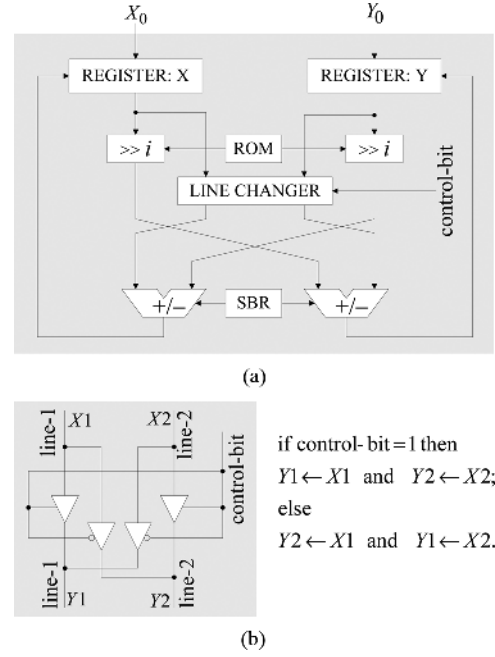 X₀ Y₀
REGISTER: X REGISTER: Y
>> i ROM >> i
LINE CHANGER
control-bit
+/− SBR +/−
(a)
line-1 X1 X2 line-2
control-bit
line-1 Y1 Y2 line-2
if control-bit=1 then
Y1←X1 and Y2←X2;
else
Y2←X1 and Y1←X2.
(b)